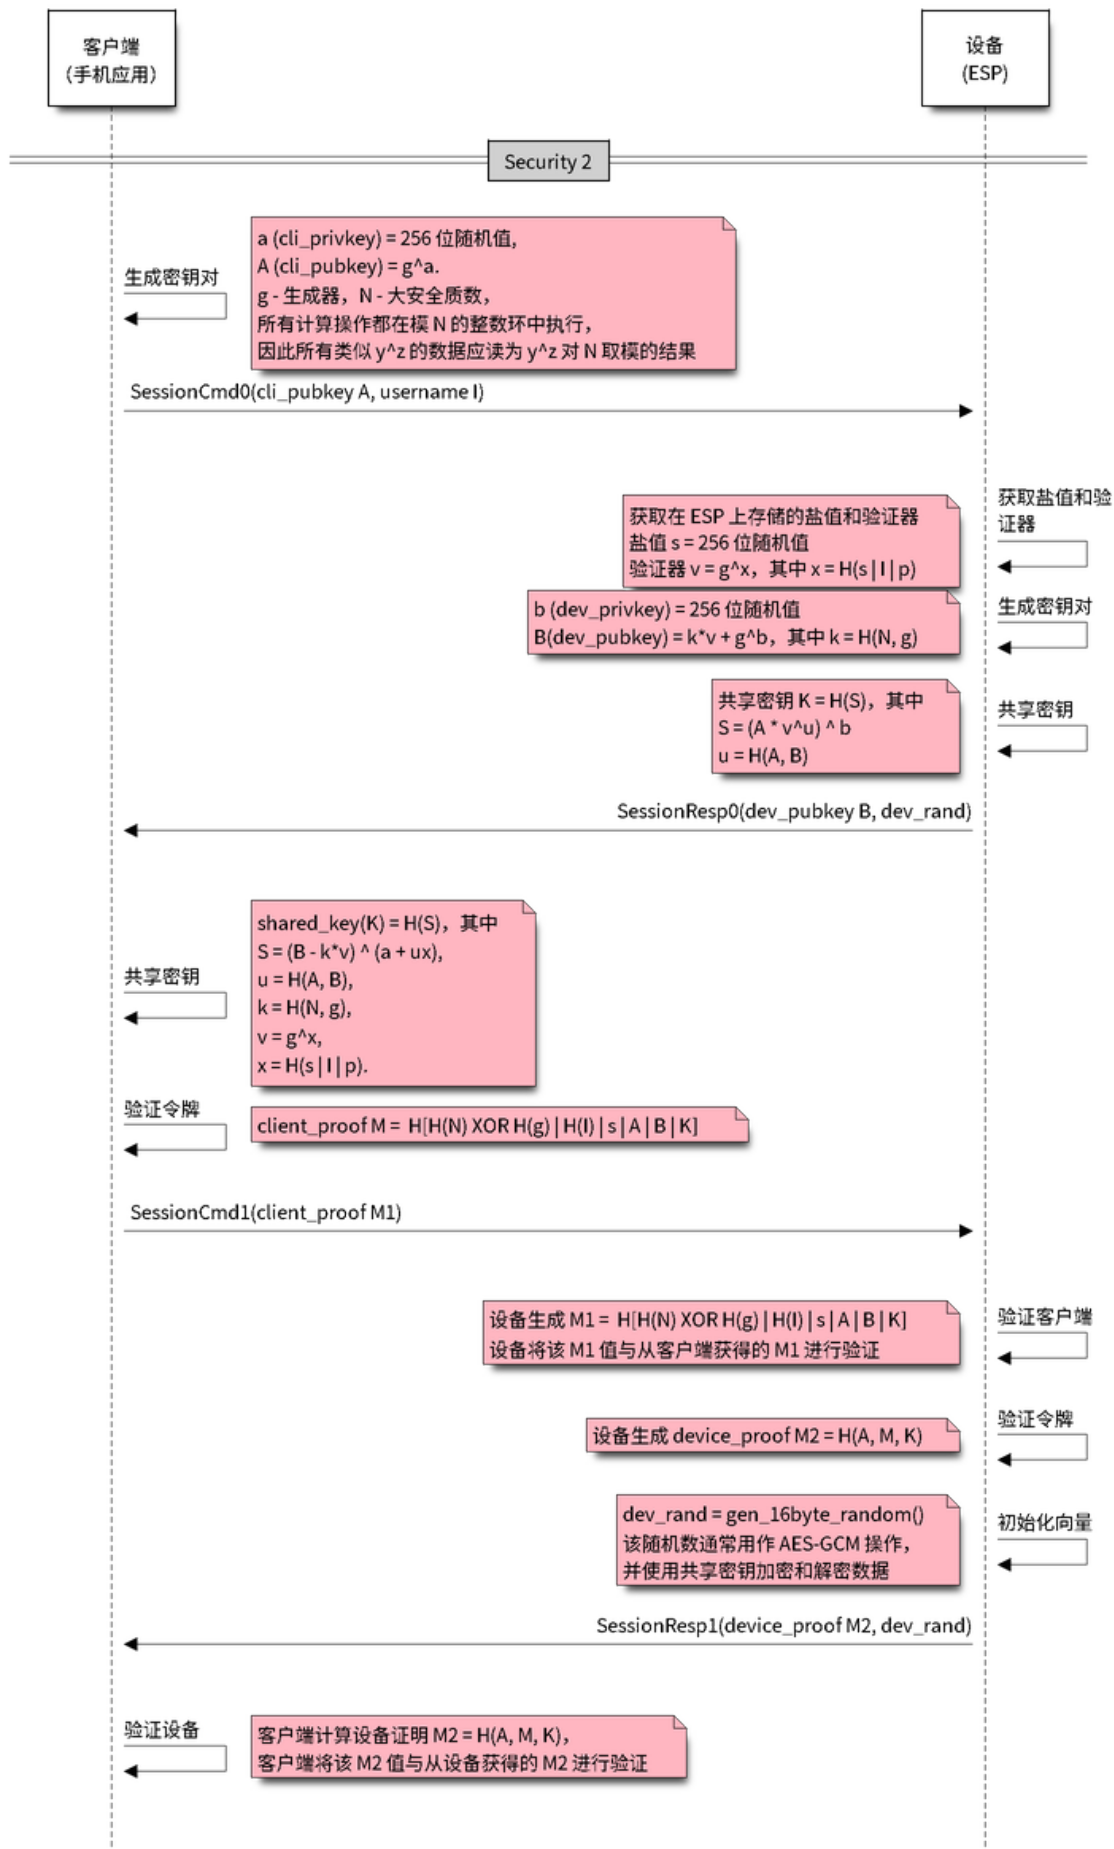 客户端
（手机应用）
设备
(ESP)
Security 2
生成密钥对
a (cli_privkey) = 256 位随机值,
A (cli_pubkey) = g^a.
g - 生成器，N - 大安全质数，
所有计算操作都在模 N 的整数环中执行，
因此所有类似 y^z 的数据应读为 y^z 对 N 取模的结果
SessionCmd0(cli_pubkey A, username I)
获取盐值和验
证器
获取在 ESP 上存储的盐值和验证器
盐值 s = 256 位随机值
验证器 v = g^x，其中 x = H(s | I | p)
生成密钥对
b (dev_privkey) = 256 位随机值
B(dev_pubkey) = k*v + g^b，其中 k = H(N, g)
共享密钥
共享密钥 K = H(S)，其中
S = (A * v^u) ^ b
u = H(A, B)
SessionResp0(dev_pubkey B, dev_rand)
共享密钥
shared_key(K) = H(S)，其中
S = (B - k*v) ^ (a + ux),
u = H(A, B),
k = H(N, g),
v = g^x,
x = H(s | I | p).
验证令牌
client_proof M = H[H(N) XOR H(g) | H(I) | s | A | B | K]
SessionCmd1(client_proof M1)
验证客户端
设备生成 M1 = H[H(N) XOR H(g) | H(I) | s | A | B | K]
设备将该 M1 值与从客户端获得的 M1 进行验证
验证令牌
设备生成 device_proof M2 = H(A, M, K)
初始化向量
dev_rand = gen_16byte_random()
该随机数通常用作 AES-GCM 操作，
并使用共享密钥加密和解密数据
SessionResp1(device_proof M2, dev_rand)
验证设备
客户端计算设备证明 M2 = H(A, M, K)，
客户端将该 M2 值与从设备获得的 M2 进行验证